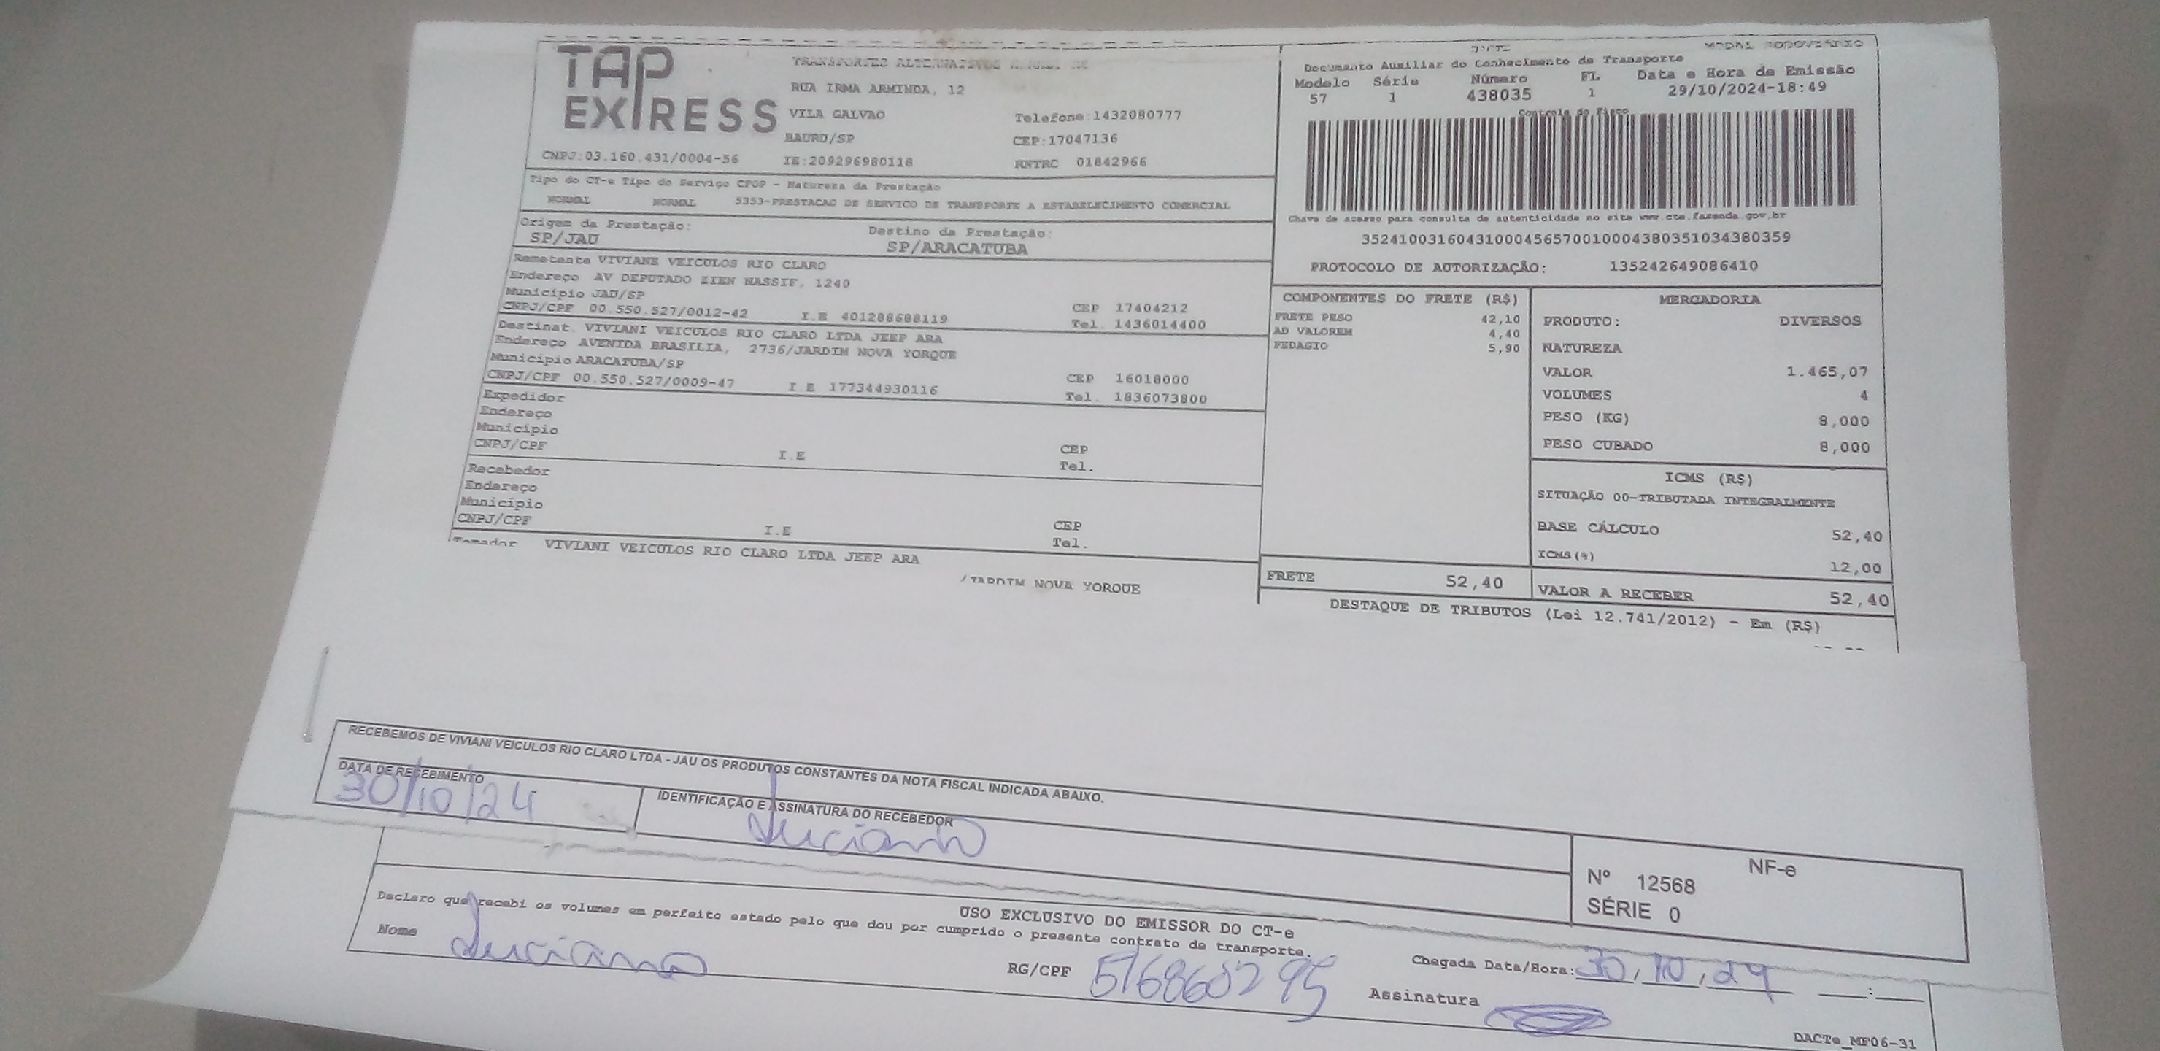 TAP
EXPRESS
TRANSPORTES ALTERNATIVOS
RUA IRMA ARMINDA, 12
VILA GALVAO
Telefone:1432080777
BAURU/SP
CEP:17047136
CNPJ:03.160.431/0004-56
IE:209296980118
RNTRC 01842966
Tipo do CT-e Tipo do Serviço CFOP - Natureza da Prestação
NORMAL NORMAL 5353-PRESTACAO DE SERVICO DE TRANSPORTE A ESTABELECIMENTO COMERCIAL
Origem da Prestação: Destino da Prestação:
SP/JAU SP/ARACATUBA
Remetente VIVIANE VEICULOS RIO CLARO
Endereço AV DEPUTADO ZIEN NASSIF, 1240
Município JAU/SP CEP 17404212
CNPJ/CPF 00.550.527/0012-42 I.E 401208688119 Tel. 1436014400
Destinat. VIVIANI VEICULOS RIO CLARO LTDA JEEP ARA
Endereço AVENIDA BRASILIA, 2736/JARDIM NOVA YORQUE
Município ARACATUBA/SP CEP 16018000
CNPJ/CPF 00.550.527/0009-47 I E 177344930116 Tel. 1836073800
Expedidor
Endereço
Município CEP
CNPJ/CPF I.E Tel.
Recebedor
Endereço
Município CEP
CNPJ/CPF I.E Tel.
Tomador VIVIANI VEICULOS RIO CLARO LTDA JEEP ARA
/JARDIM NOVA YORQUE
DACTE MODAL RODOVIÁRIO
Documento Auxiliar do Conhecimento de Transporte
Modelo Série Número FL Data e Hora de Emissão
57 1 438035 1 29/10/2024-18:49
Controle do Fisco
Chave de acesso para consulta de autenticidade no site www.cte.fazenda.gov.br
35241003160431000456570010004380351034380359
PROTOCOLO DE AUTORIZAÇÃO: 135242649086410
COMPONENTES DO FRETE (R$)
FRETE PESO 42,10
AD VALOREM 4,40
PEDAGIO 5,90
MERCADORIA
PRODUTO: DIVERSOS
NATUREZA
VALOR 1.465,07
VOLUMES 4
PESO (KG) 8,000
PESO CUBADO 8,000
ICMS (R$)
SITUAÇÃO 00-TRIBUTADA INTEGRALMENTE
BASE CÁLCULO 52,40
ICMS(%) 12,00
FRETE 52,40
VALOR A RECEBER 52,40
DESTAQUE DE TRIBUTOS (Lei 12.741/2012) - Em (R$)
RECEBEMOS DE VIVIANI VEICULOS RIO CLARO LTDA - JAU OS PRODUTOS CONSTANTES DA NOTA FISCAL INDICADA ABAIXO.
DATA DE RECEBIMENTO
30/10/24
IDENTIFICAÇÃO E ASSINATURA DO RECEBEDOR
Luciano
NF-e
Nº 12568
SÉRIE 0
USO EXCLUSIVO DO EMISSOR DO CT-e
Declaro que recebi os volumes em perfeito estado pelo que dou por cumprido o presente contrato de transporte.
Nome Luciano
RG/CPF 516860295
Chegada Data/Hora: 30/10/24 :
Assinatura
DACTe_MF06-31